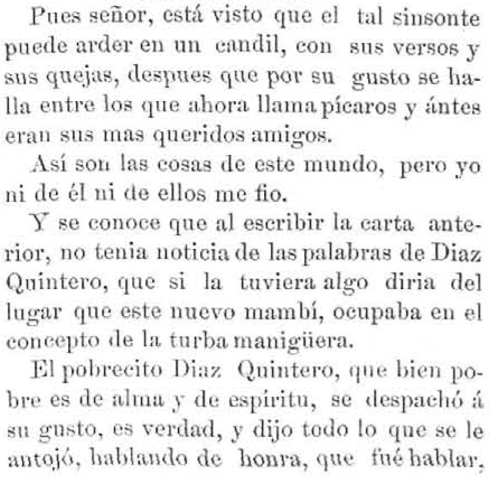 Pues señor, está visto que el tal sinsonte
puede arder en un candil, con sus versos y
sus quejas, despues que por su gusto se ha-
lla entre los que ahora llama pícaros y ántes
eran sus mas queridos amigos.
Así son las cosas de este mundo, pero yo
ni de él ni de ellos me fio.
Y se conoce que al escribir la carta ante-
rior, no tenia noticia de las palabras de Diaz
Quintero, que si la tuviera algo diria del
lugar que este nuevo mambí, ocupaba en el
concepto de la turba manigüera.
El pobrecito Diaz Quintero, que bien po-
bre es de alma y de espíritu, se despachó á
su gusto, es verdad, y dijo todo lo que se le
antojó, hablando de honra, que fué hablar,